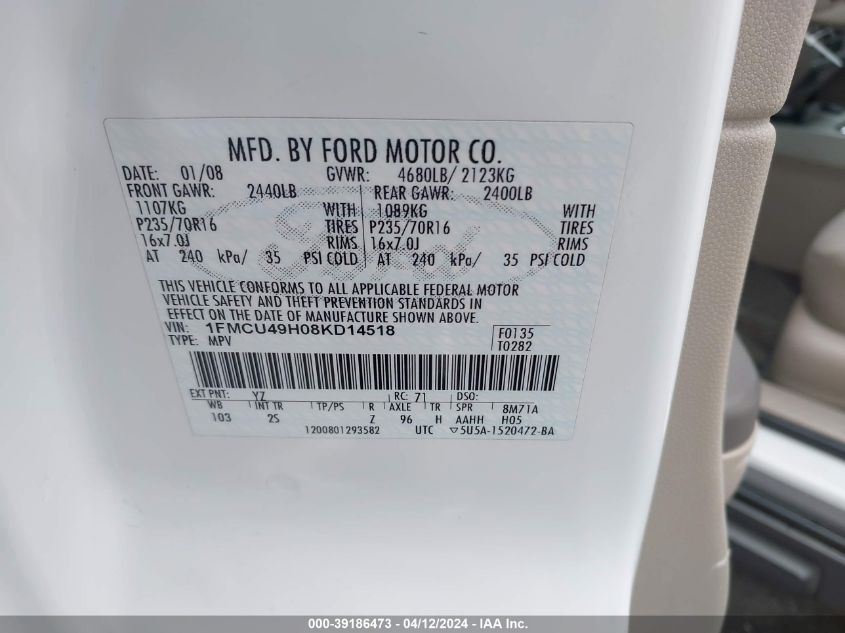 MFD. BY FORD MOTOR CO.
DATE: 01/08 GVWR: 4680LB/ 2123KG
FRONT GAWR: 2440LB REAR GAWR: 2400LB
1107KG WITH 1089KG WITH
P235/70R16 TIRES P235/70R16 TIRES
16x7.0J RIMS 16x7.0J RIMS
AT 240 kPa/ 35 PSI COLD AT 240 kPa/ 35 PSI COLD
Ford
THIS VEHICLE CONFORMS TO ALL APPLICABLE FEDERAL MOTOR
VEHICLE SAFETY AND THEFT PREVENTION STANDARDS IN
EFFECT ON THE DATE OF MANUFACTURE SHOWN ABOVE.
VIN: 1FMCU49H08KD14518 F0135
TYPE: MPV T0282
EXT PNT: YZ RC: 71 DSO:
WB INT TR TP/PS R AXLE TR SPR 8M71A
103 2S Z 96 H AAHH H05
1200801293582 UTC ▽5U5A-1520472-BA
000-39186473 - 04/12/2024 - IAA Inc.